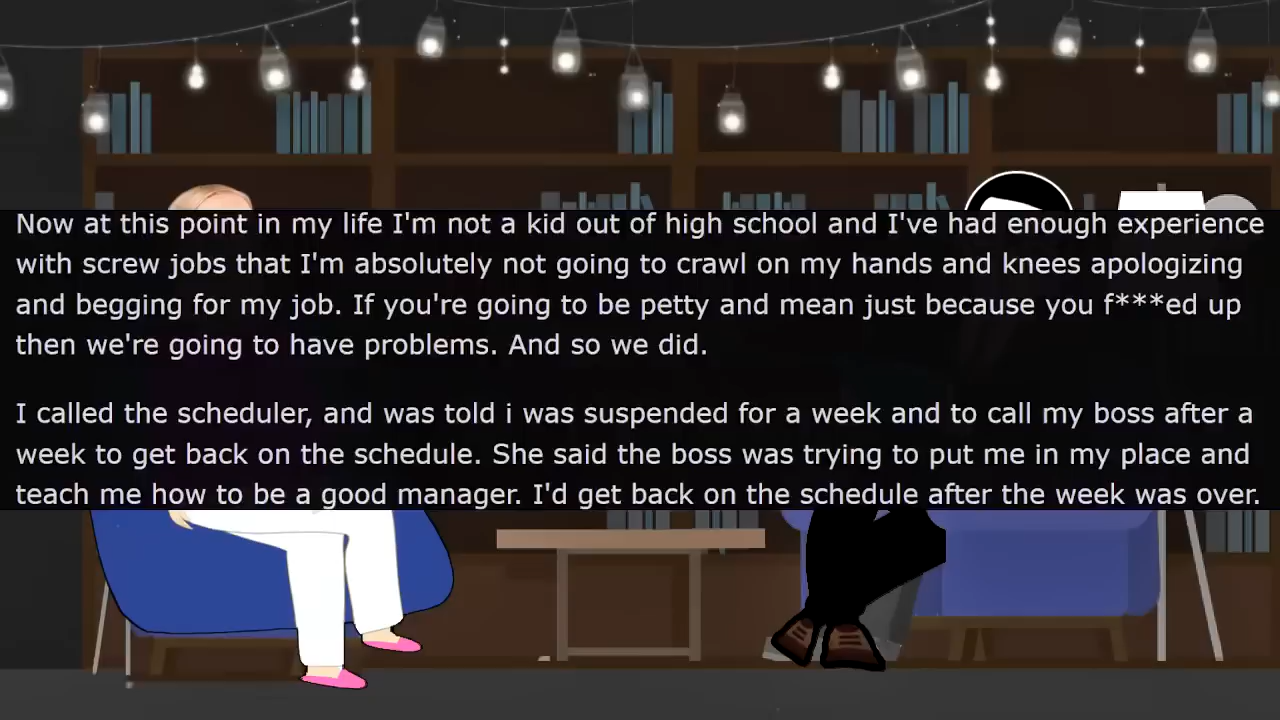 Now at this point in my life I'm not a kid out of high school and I've had enough experience
with screw jobs that I'm absolutely not going to crawl on my hands and knees apologizing
and begging for my job. If you're going to be petty and mean just because you f***ed up
then we're going to have problems. And so we did.
I called the scheduler, and was told i was suspended for a week and to call my boss after a
week to get back on the schedule. She said the boss was trying to put me in my place and
teach me how to be a good manager. I'd get back on the schedule after the week was over.